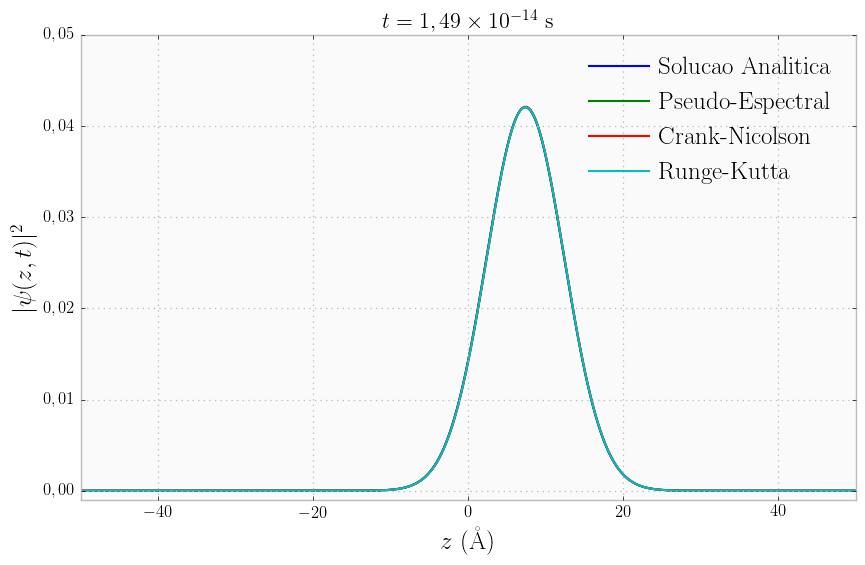 t = 1,49 × 10⁻¹⁴ s
|ψ(z, t)|²
0,05
0,04
0,03
0,02
0,01
0,00
−40
−20
0
20
40
z (Å)
Solucao Analitica
Pseudo-Espectral
Crank-Nicolson
Runge-Kutta